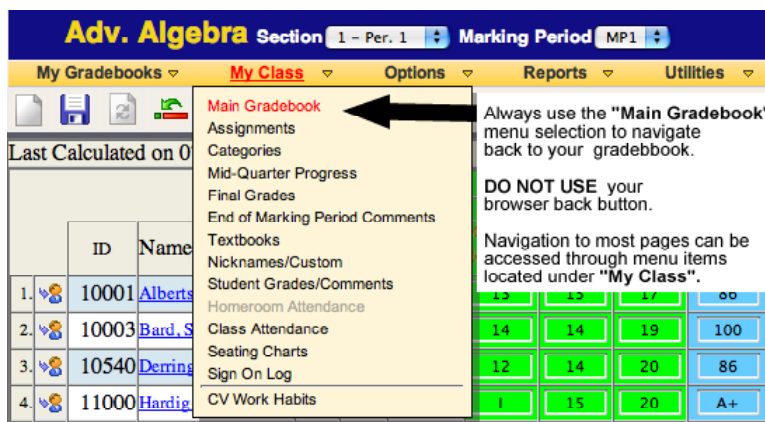 Adv. Algebra Section 1 - Per. 1 Marking Period MP1
My Gradebooks My Class Options Reports Utilities
Main Gradebook
Assignments
Categories
Mid-Quarter Progress
Final Grades
End of Marking Period Comments
Textbooks
Nicknames/Custom
Student Grades/Comments
Homeroom Attendance
Class Attendance
Seating Charts
Sign On Log
CV Work Habits
Always use the "Main Gradebook"
menu selection to navigate
back to your gradebbook.
DO NOT USE your
browser back button.
Navigation to most pages can be
accessed through menu items
located under "My Class".
Last Calculated on 0
ID Name
1. 10001 Alberts 13 15 17 86
2. 10003 Bard, S 14 14 19 100
3. 10540 Derring 12 14 20 86
4. 11000 Hardig, I 15 20 A+